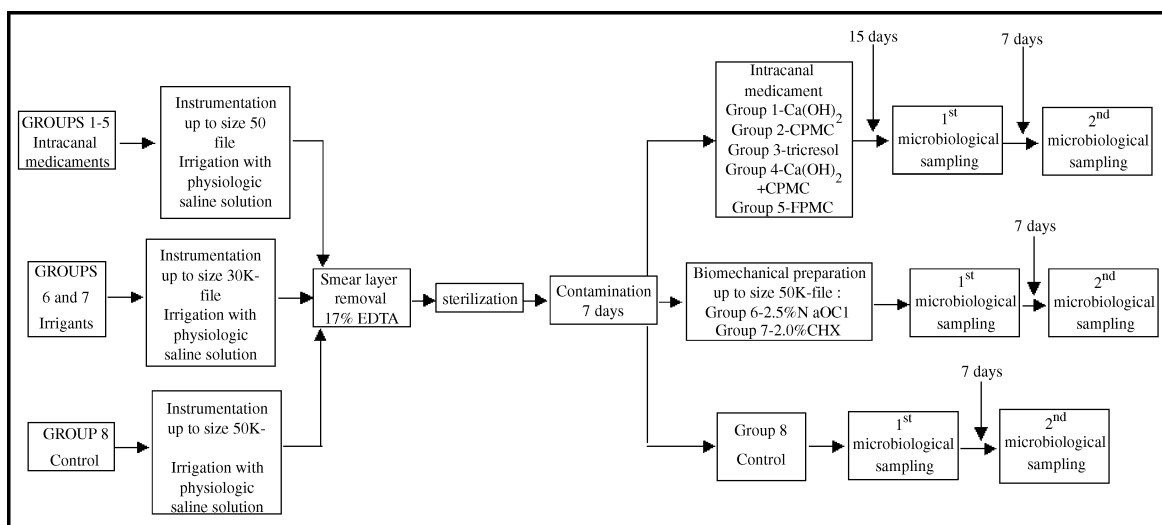 GROUPS 1-5
Intracanal
medicaments
Instrumentation
up to size 50
file
Irrigation with
physiologic
saline solution
GROUPS
6 and 7
Irrigants
Instrumentation
up to size 30K-
file
Irrigation with
physiologic
saline solution
GROUP 8
Control
Instrumentation
up to size 50K-
Irrigation with
physiologic
saline solution
Smear layer
removal
17% EDTA
sterilization
Contamination
7 days
Intracanal
medicament
Group 1-Ca(OH)2
Group 2-CPMC
Group 3-tricresol
Group 4-Ca(OH)2
+CPMC
Group 5-FPMC
15 days
1st
microbiological
sampling
7 days
2nd
microbiological
sampling
Biomechanical preparation
up to size 50K-file :
Group 6-2.5%N aOC1
Group 7-2.0%CHX
1st
microbiological
sampling
7 days
2nd
microbiological
sampling
Group 8
Control
1st
microbiological
sampling
7 days
2nd
microbiological
sampling